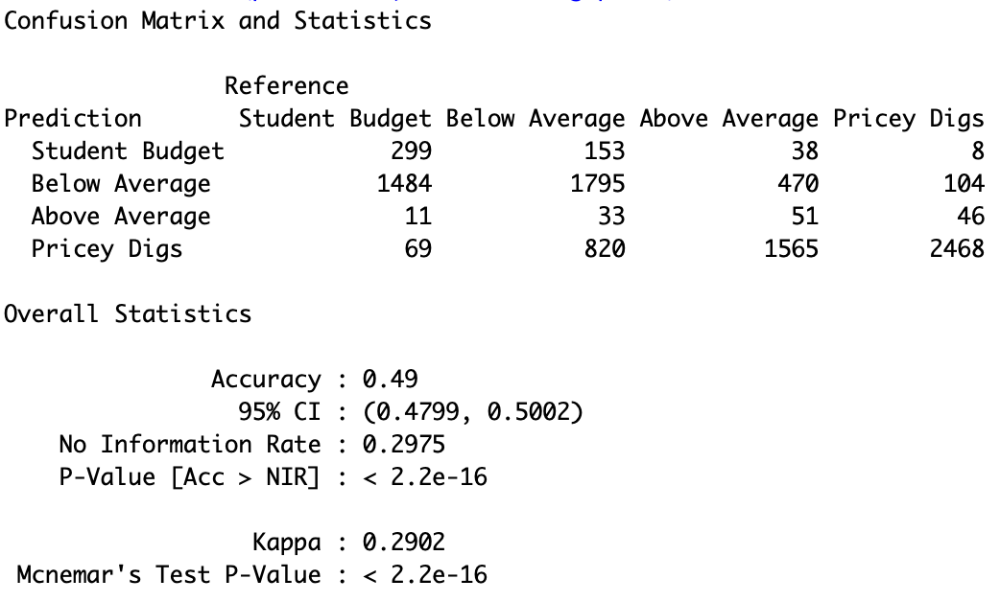 Confusion Matrix and Statistics
Reference
Prediction Student Budget Below Average Above Average Pricey Digs
Student Budget 299 153 38 8
Below Average 1484 1795 470 104
Above Average 11 33 51 46
Pricey Digs 69 820 1565 2468
Overall Statistics
Accuracy : 0.49
95% CI : (0.4799, 0.5002)
No Information Rate : 0.2975
P-Value [Acc > NIR] : < 2.2e-16
Kappa : 0.2902
Mcnemar's Test P-Value : < 2.2e-16